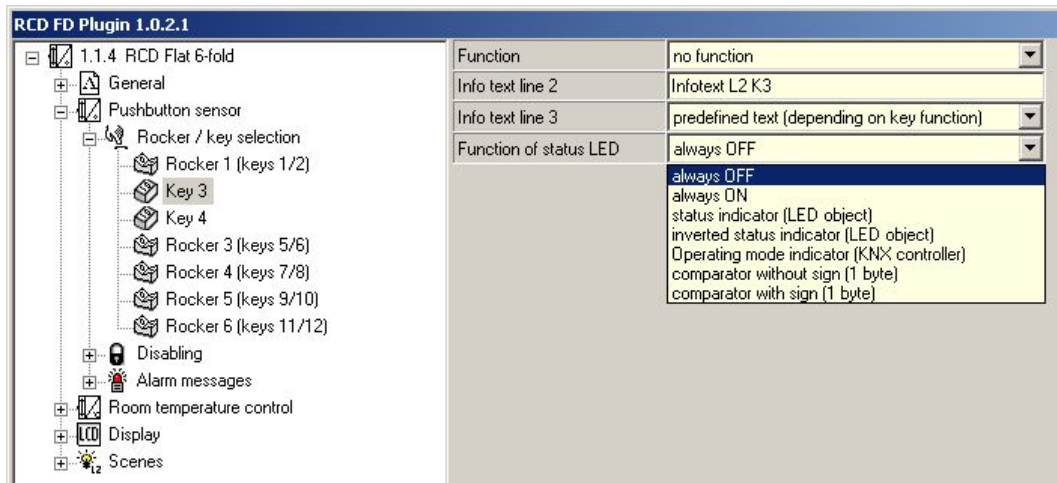 RCD FD Plugin 1.0.2.1
1.1.4 RCD Flat 6-fold
General
Pushbutton sensor
Rocker / key selection
Rocker 1 (keys 1/2)
Key 3
Key 4
Rocker 3 (keys 5/6)
Rocker 4 (keys 7/8)
Rocker 5 (keys 9/10)
Rocker 6 (keys 11/12)
Disabling
Alarm messages
Room temperature control
LCD Display
L2 Scenes
Function no function
Info text line 2 Infotext L2 K3
Info text line 3 predefined text (depending on key function)
Function of status LED always OFF
always OFF
always ON
status indicator (LED object)
inverted status indicator (LED object)
Operating mode indicator (KNX controller)
comparator without sign (1 byte)
comparator with sign (1 byte)